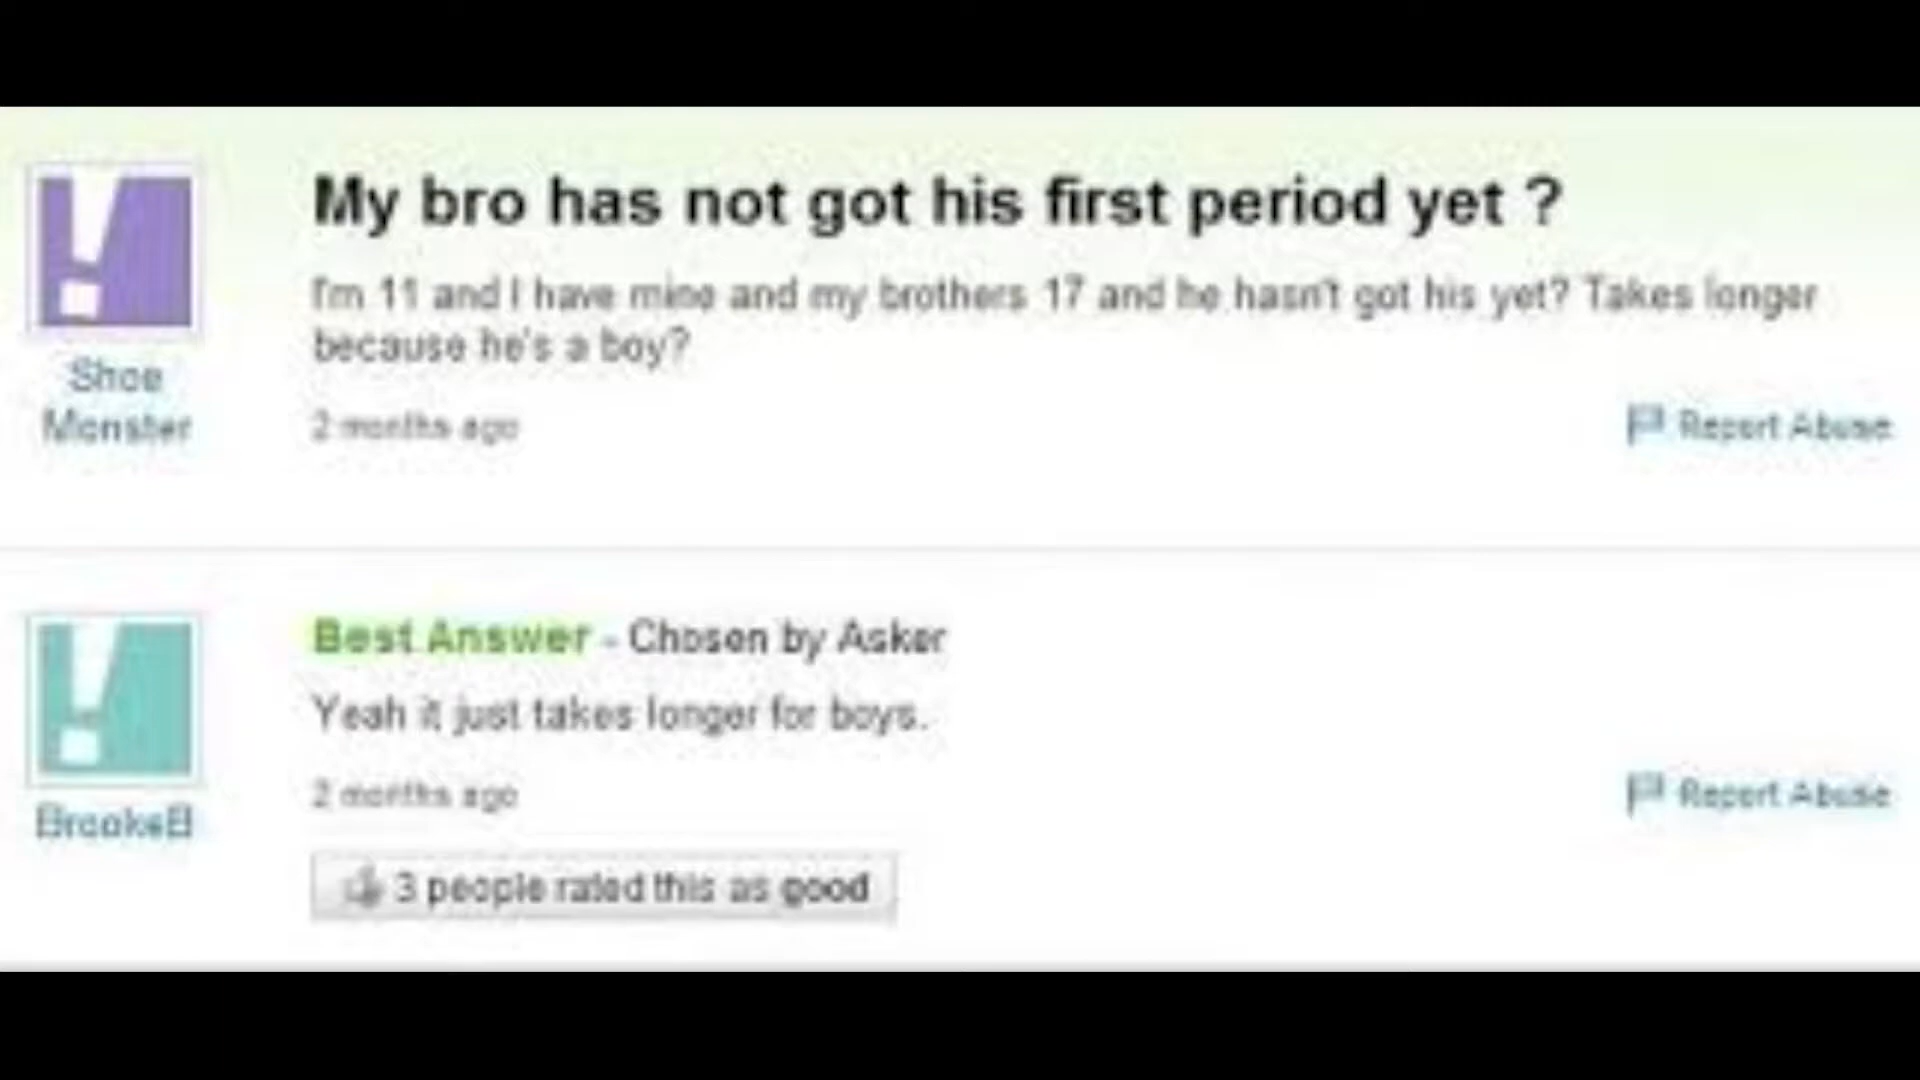 My bro has not got his first period yet ?
I'm 11 and I have mine and my brothers 17 and he hasn't got his yet? Takes longer
because he's a boy?
Shoe
Monster
2 months ago
Report Abuse
Best Answer - Chosen by Asker
Yeah it just takes longer for boys.
2 months ago
Report Abuse
BrookeB
3 people rated this as good